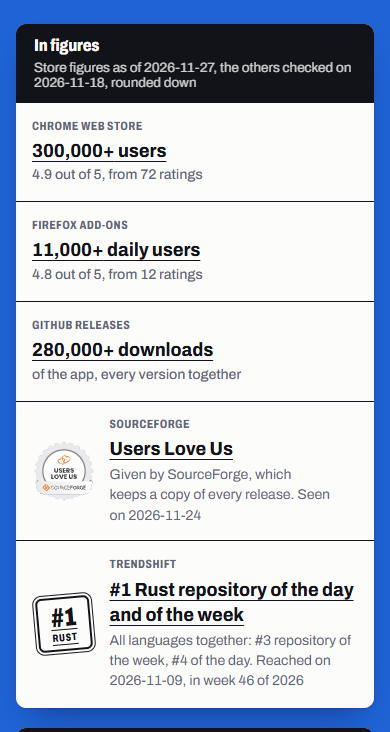 In figures
Store figures as of 2026-11-27, the others checked on
2026-11-18, rounded down
CHROME WEB STORE
300,000+ users
4.9 out of 5, from 72 ratings
FIREFOX ADD-ONS
11,000+ daily users
4.8 out of 5, from 12 ratings
GITHUB RELEASES
280,000+ downloads
of the app, every version together
SOURCEFORGE
USERS
LOVE US
SOURCEFORGE
Users Love Us
Given by SourceForge, which
keeps a copy of every release. Seen
on 2026-11-24
TRENDSHIFT
#1
RUST
#1 Rust repository of the day
and of the week
All languages together: #3 repository of
the week, #4 of the day. Reached on
2026-11-09, in week 46 of 2026